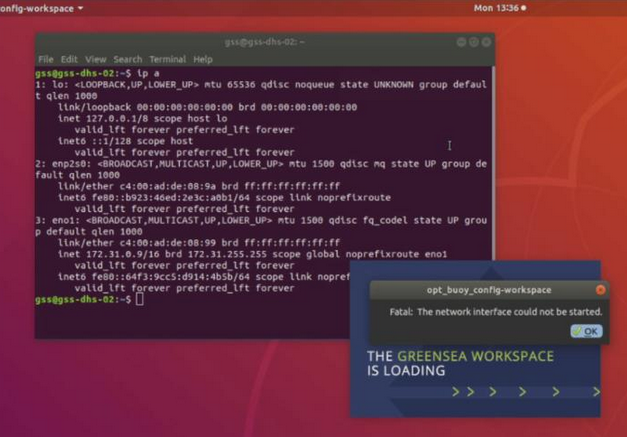 onfig-workspace
Mon 13:36
gss@gss-dhs-02: ~
File Edit View Search Terminal Help
gss@gss-dhs-02:~$ ip a
1: lo: <LOOPBACK,UP,LOWER_UP> mtu 65536 qdisc noqueue state UNKNOWN group defaul
t qlen 1000
link/loopback 00:00:00:00:00:00 brd 00:00:00:00:00:00
inet 127.0.0.1/8 scope host lo
valid_lft forever preferred_lft forever
inet6 ::1/128 scope host
valid_lft forever preferred_lft forever
2: enp2s0: <BROADCAST,MULTICAST,UP,LOWER_UP> mtu 1500 qdisc mq state UP group de
fault qlen 1000
link/ether c4:00:ad:de:08:9a brd ff:ff:ff:ff:ff:ff
inet6 fe80::b923:46ed:2e3c:a0b1/64 scope link noprefixroute
valid_lft forever preferred_lft forever
3: eno1: <BROADCAST,MULTICAST,UP,LOWER_UP> mtu 1500 qdisc fq_codel state UP grou
p default qlen 1000
link/ether c4:00:ad:de:08:99 brd ff:ff:ff:ff:ff:ff
inet 172.31.0.9/16 brd 172.31.255.255 scope global noprefixroute eno1
valid_lft forever preferred_lft forever
inet6 fe80::64f3:9cc5:d914:4b5b/64 scope link nopref
valid_lft forever preferred_lft forever
gss@gss-dhs-02:~$
opt_buoy_config-workspace
Fatal: The network interface could not be started.
OK
THE GREENSEA WORKSPACE
IS LOADING